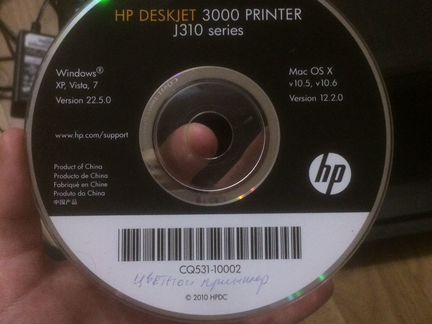 HP DESKJET 3000 PRINTER
J310 series
Windows®
XP, Vista, 7
Version 22.5.0
Mac OS X
v10.5, v10.6
Version 12.2.0
www.hp.com/support
Product of China
Producto de China
Fabriqué en Chine
Produto da China
中国产品
hp
CQ531-10002
цветной принтер
© 2010 HPDC